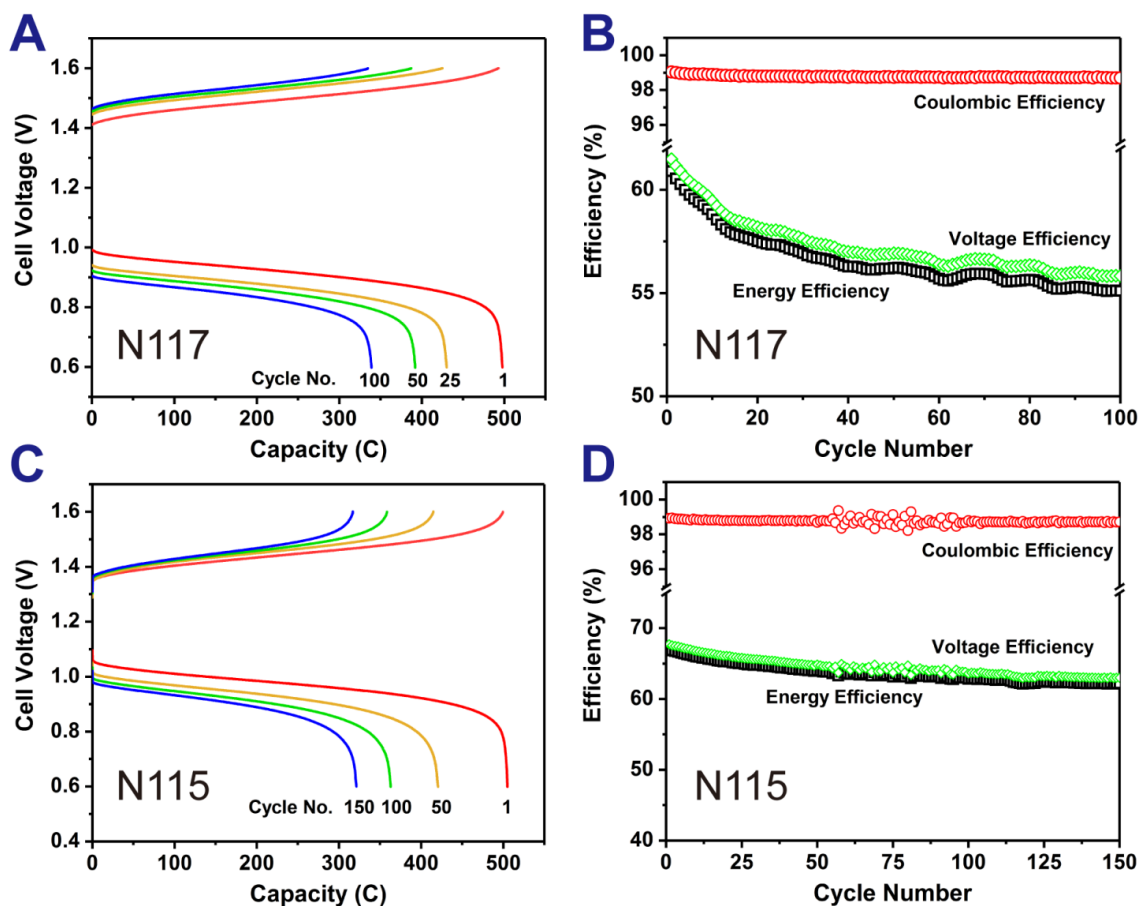 A
Cell Voltage (V)
1.6
1.4
1.2
1.0
0.8
0.6
N117
Cycle No. 100 50 25 1
0 100 200 300 400 500
Capacity (C)
B
Efficiency (%)
100
98
96
60
55
50
Coulombic Efficiency
Voltage Efficiency
Energy Efficiency
N117
0 20 40 60 80 100
Cycle Number
C
Cell Voltage (V)
1.6
1.4
1.2
1.0
0.8
0.6
0.4
N115
Cycle No. 150 100 50 1
0 100 200 300 400 500
Capacity (C)
D
Efficiency (%)
100
98
96
70
60
50
40
Coulombic Efficiency
Voltage Efficiency
Energy Efficiency
N115
0 25 50 75 100 125 150
Cycle Number